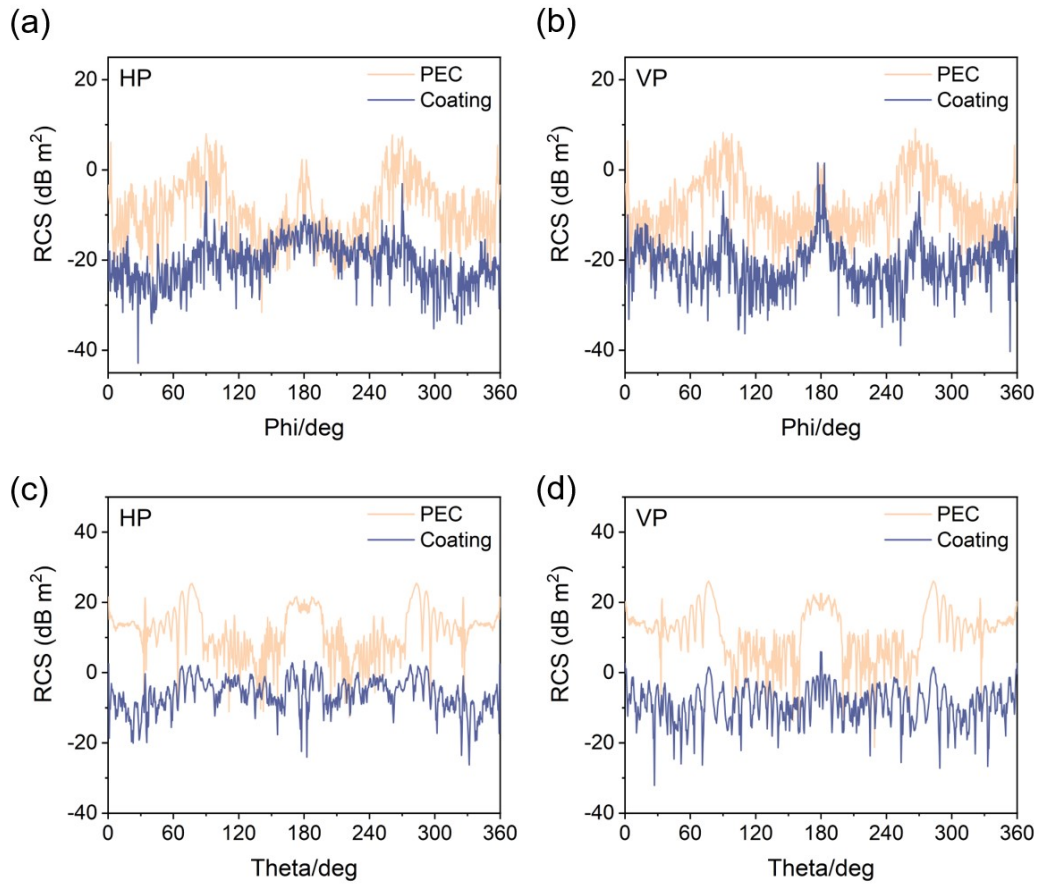 (a)
HP
PEC
Coating
20
0
-20
-40
RCS (dB m²)
0 60 120 180 240 300 360
Phi/deg
(b)
VP
PEC
Coating
20
0
-20
-40
RCS (dB m²)
0 60 120 180 240 300 360
Phi/deg
(c)
HP
PEC
Coating
40
20
0
-20
-40
RCS (dB m²)
0 60 120 180 240 300 360
Theta/deg
(d)
VP
PEC
Coating
40
20
0
-20
-40
RCS (dB m²)
0 60 120 180 240 300 360
Theta/deg